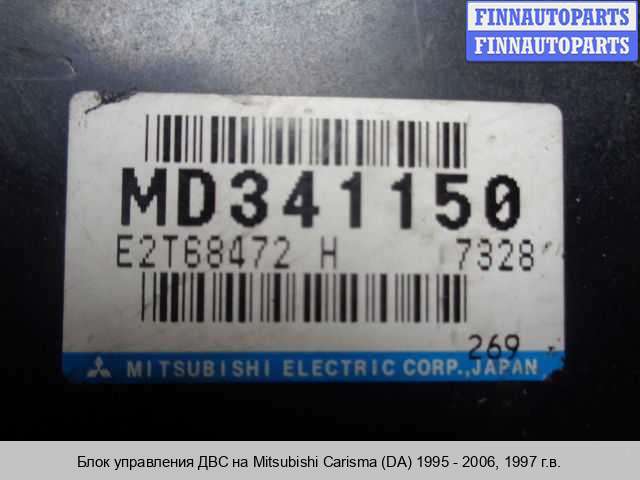 FINNAUTOPARTS
FINNAUTOPARTS
MD341150
E2T68472 H 7328
269
MITSUBISHI ELECTRIC CORP.,JAPAN
Блок управления ДВС на Mitsubishi Carisma (DA) 1995 - 2006, 1997 г.в.